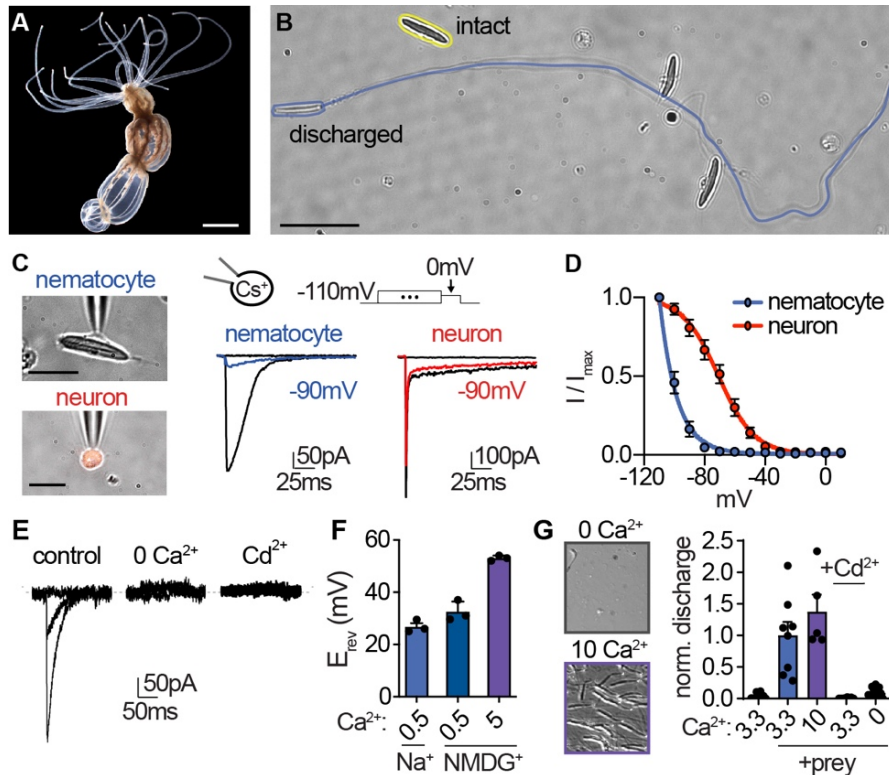 A
B
intact
discharged
C
nematocyte
neuron
Cs⁺
-110mV
•••
0mV
nematocyte
-90mV
50pA
25ms
neuron
-90mV
100pA
25ms
D
nematocyte
neuron
I / Imax
1.0
0.5
0.0
-120 -80 -40 0
mV
E
control 0 Ca²⁺ Cd²⁺
50pA
50ms
F
Erev (mV)
60
40
20
0
Ca²⁺: 0.5 0.5 5
Na⁺ NMDG⁺
G
0 Ca²⁺
10 Ca²⁺
norm. discharge
2.5
2.0
1.5
1.0
0.5
0.0
+Cd²⁺
Ca²⁺: 3.3 3.3 10 3.3 0
+prey